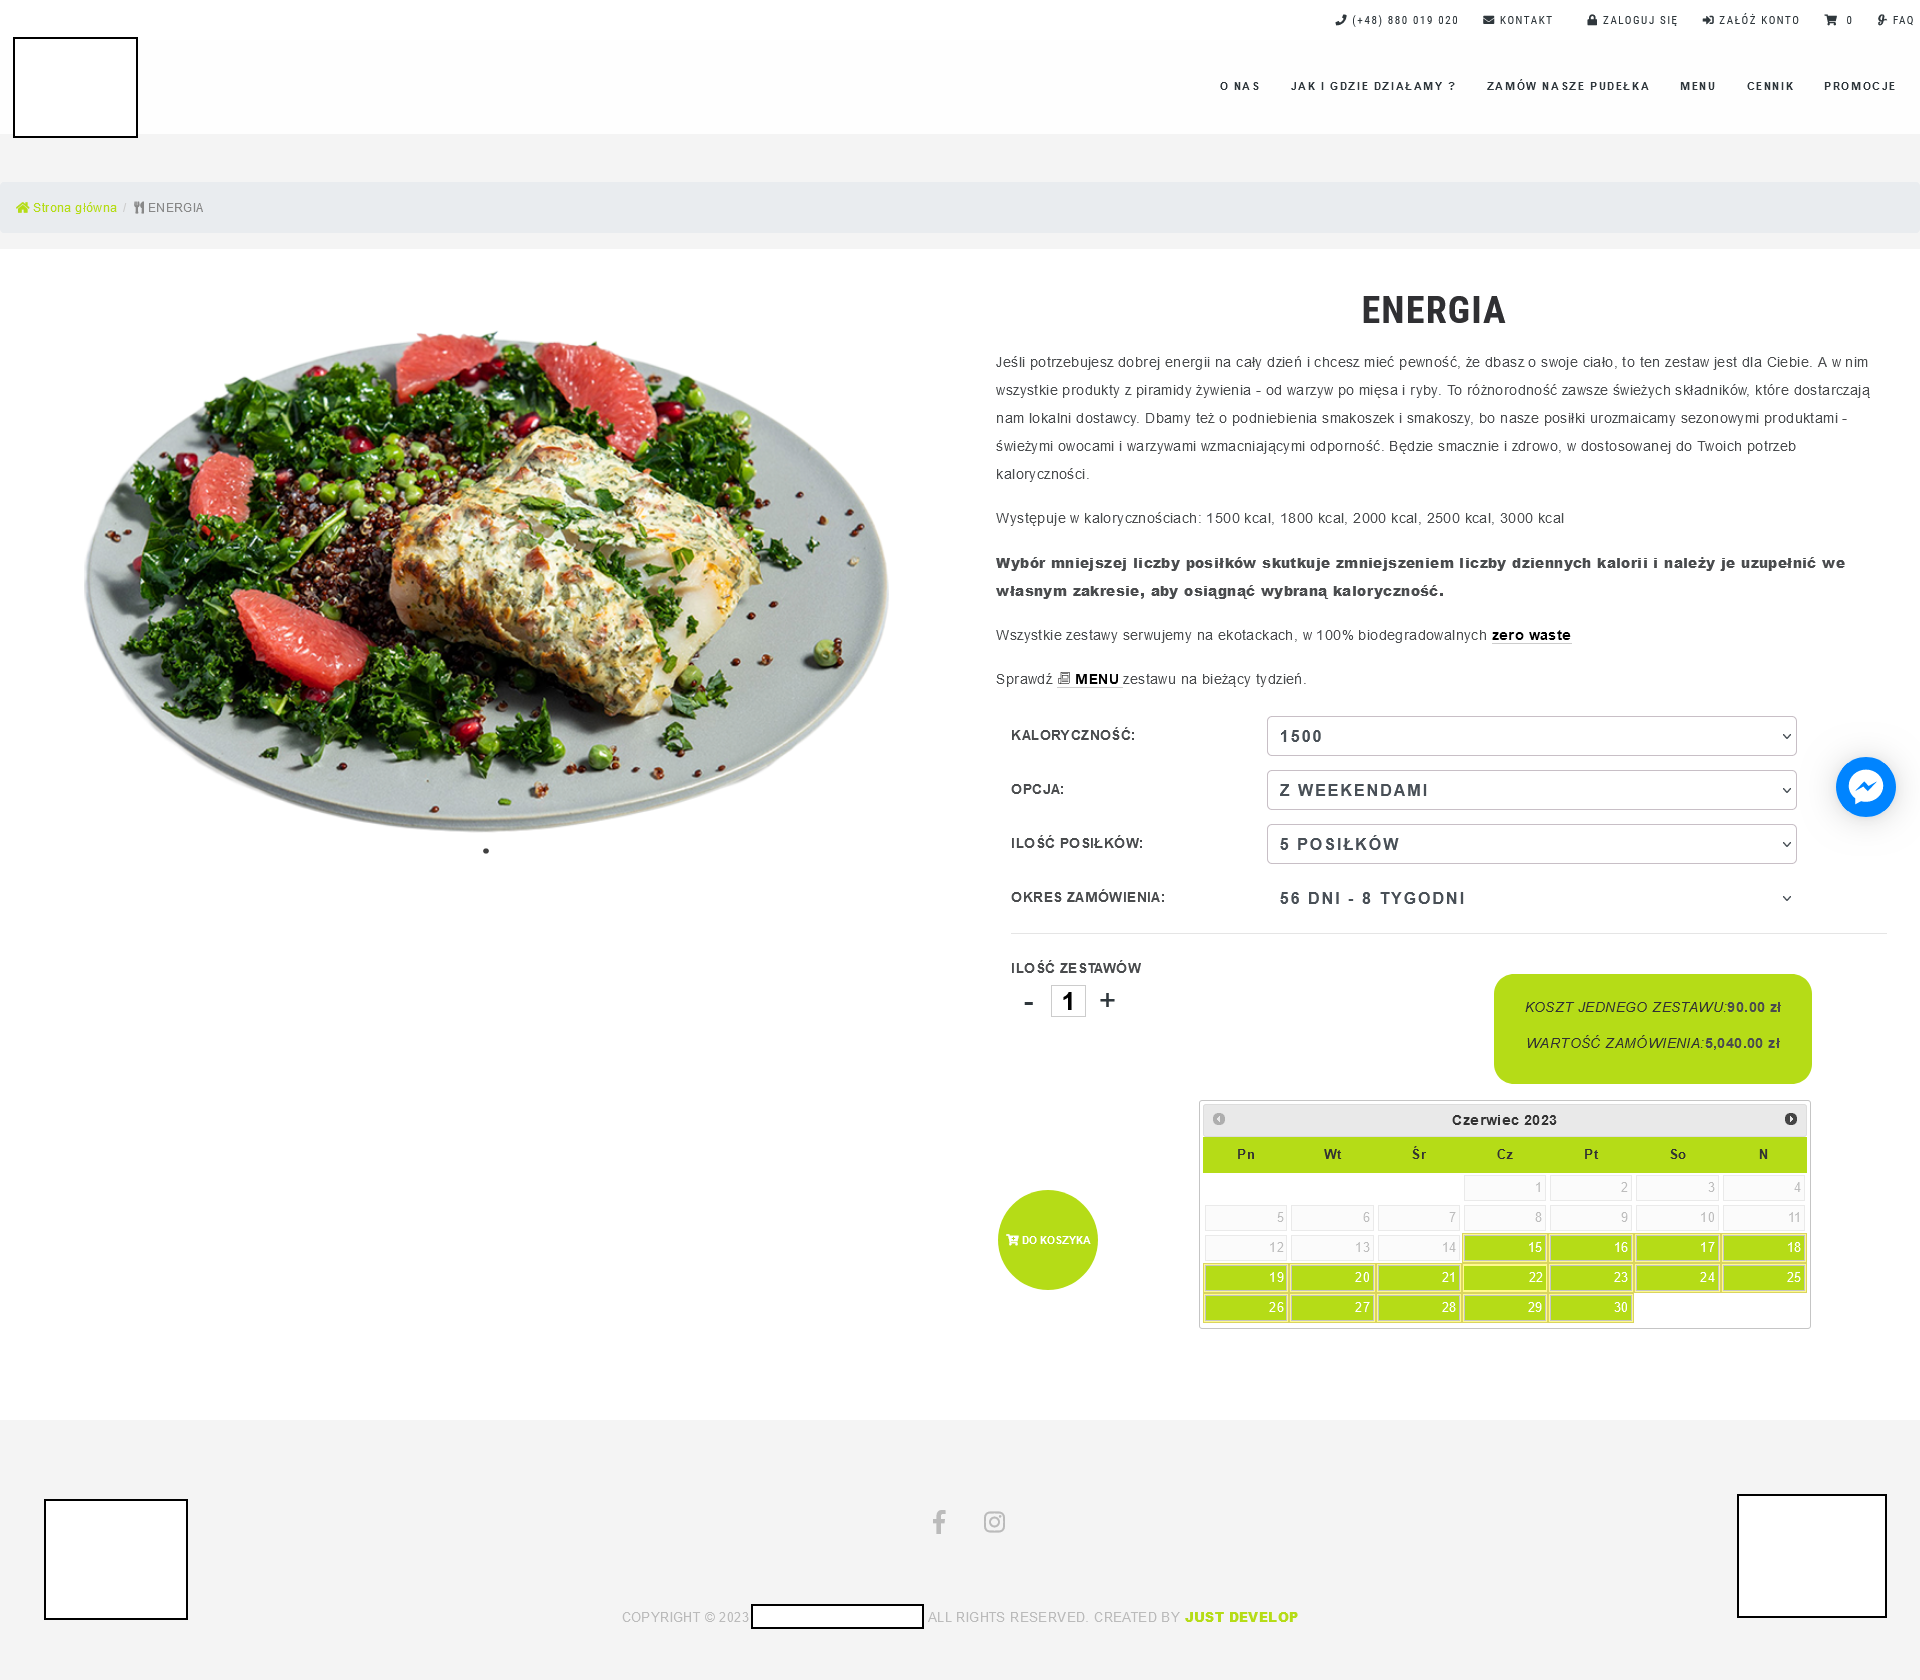 (+48) 880 019 020 KONTAKT ZALOGUJ SIĘ ZAŁÓŻ KONTO 0 FAQ
O NAS JAK I GDZIE DZIAŁAMY ? ZAMÓW NASZE PUDEŁKA MENU CENNIK PROMOCJE
Strona główna / ENERGIA
ENERGIA
Jeśli potrzebujesz dobrej energii na cały dzień i chcesz mieć pewność, że dbasz o swoje ciało, to ten zestaw jest dla Ciebie. A w nim
wszystkie produkty z piramidy żywienia - od warzyw po mięsa i ryby. To różnorodność zawsze świeżych składników, które dostarczają
nam lokalni dostawcy. Dbamy też o podniebienia smakoszek i smakoszy, bo nasze posiłki urozmaicamy sezonowymi produktami -
świeżymi owocami i warzywami wzmacniającymi odporność. Będzie smacznie i zdrowo, w dostosowanej do Twoich potrzeb
kaloryczności.
Występuje w kalorycznościach: 1500 kcal, 1800 kcal, 2000 kcal, 2500 kcal, 3000 kcal
Wybór mniejszej liczby posiłków skutkuje zmniejszeniem liczby dziennych kalorii i należy je uzupełnić we
własnym zakresie, aby osiągnąć wybraną kaloryczność.
Wszystkie zestawy serwujemy na ekotackach, w 100% biodegradowalnych zero waste
Sprawdź MENU zestawu na bieżący tydzień.
KALORYCZNOŚĆ: 1500
OPCJA: Z WEEKENDAMI
ILOŚĆ POSIŁKÓW: 5 POSIŁKÓW
OKRES ZAMÓWIENIA: 56 DNI - 8 TYGODNI
ILOŚĆ ZESTAWÓW
- 1 +
KOSZT JEDNEGO ZESTAWU:90.00 zł
WARTOŚĆ ZAMÓWIENIA:5,040.00 zł
Czerwiec 2023
Pn Wt Śr Cz Pt So N
1 2 3 4
5 6 7 8 9 10 11
12 13 14 15 16 17 18
19 20 21 22 23 24 25
26 27 28 29 30
DO KOSZYKA
COPYRIGHT © 2023 ALL RIGHTS RESERVED. CREATED BY JUST DEVELOP